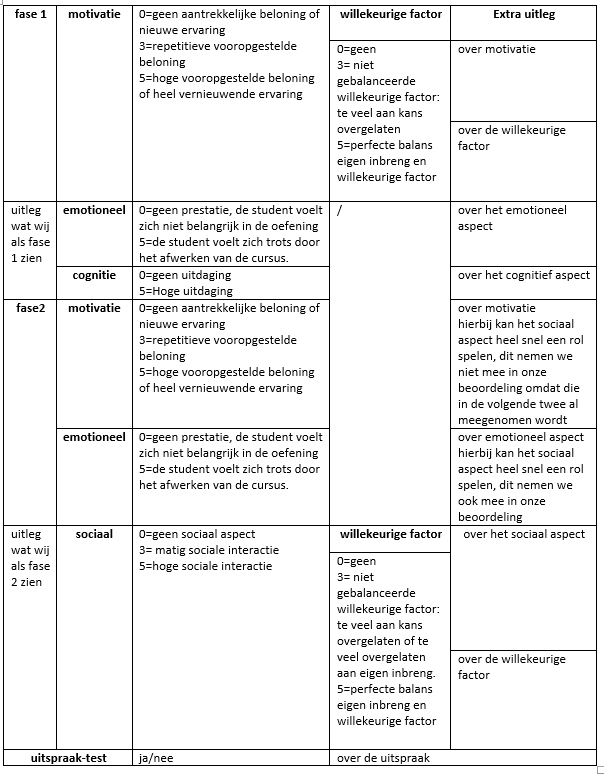 fase 1
motivatie
0=geen aantrekkelijke beloning of
nieuwe ervaring
3=repetitieve vooropgestelde
beloning
5=hoge vooropgestelde beloning
of heel vernieuwende ervaring
willekeurige factor
0=geen
3= niet
gebalanceerde
willekeurige factor:
te veel aan kans
overgelaten
5=perfecte balans
eigen inbreng en
willekeurige factor
Extra uitleg
over motivatie
over de willekeurige
factor
uitleg
wat wij
als fase
1 zien
emotioneel
0=geen prestatie, de student voelt
zich niet belangrijk in de oefening
5=de student voelt zich trots door
het afwerken van de cursus.
/
over het emotioneel
aspect
cognitie
0=geen uitdaging
5=Hoge uitdaging
over het cognitief aspect
fase2
motivatie
0=geen aantrekkelijke beloning of
nieuwe ervaring
3=repetitieve vooropgestelde
beloning
5=hoge vooropgestelde beloning
of heel vernieuwende ervaring
over motivatie
hierbij kan het sociaal
aspect heel snel een rol
spelen, dit nemen we
niet mee in onze
beoordeling omdat die
in de volgende twee al
meegenomen wordt
emotioneel
0=geen prestatie, de student voelt
zich niet belangrijk in de oefening
5=de student voelt zich trots door
het afwerken van de cursus.
over emotioneel aspect
hierbij kan het sociaal
aspect heel snel een rol
spelen, dit nemen we
ook mee in onze
beoordeling
uitleg
wat wij
als fase
2 zien
sociaal
0=geen sociaal aspect
3= matig sociale interactie
5=hoge sociale interactie
willekeurige factor
0=geen
3= niet
gebalanceerde
willekeurige factor:
te veel aan kans
overgelaten of te
veel overgelaten
aan eigen inbreng.
5=perfecte balans
eigen inbreng en
willekeurige factor
over het sociaal aspect
over de willekeurige
factor
uitspraak-test
ja/nee
over de uitspraak